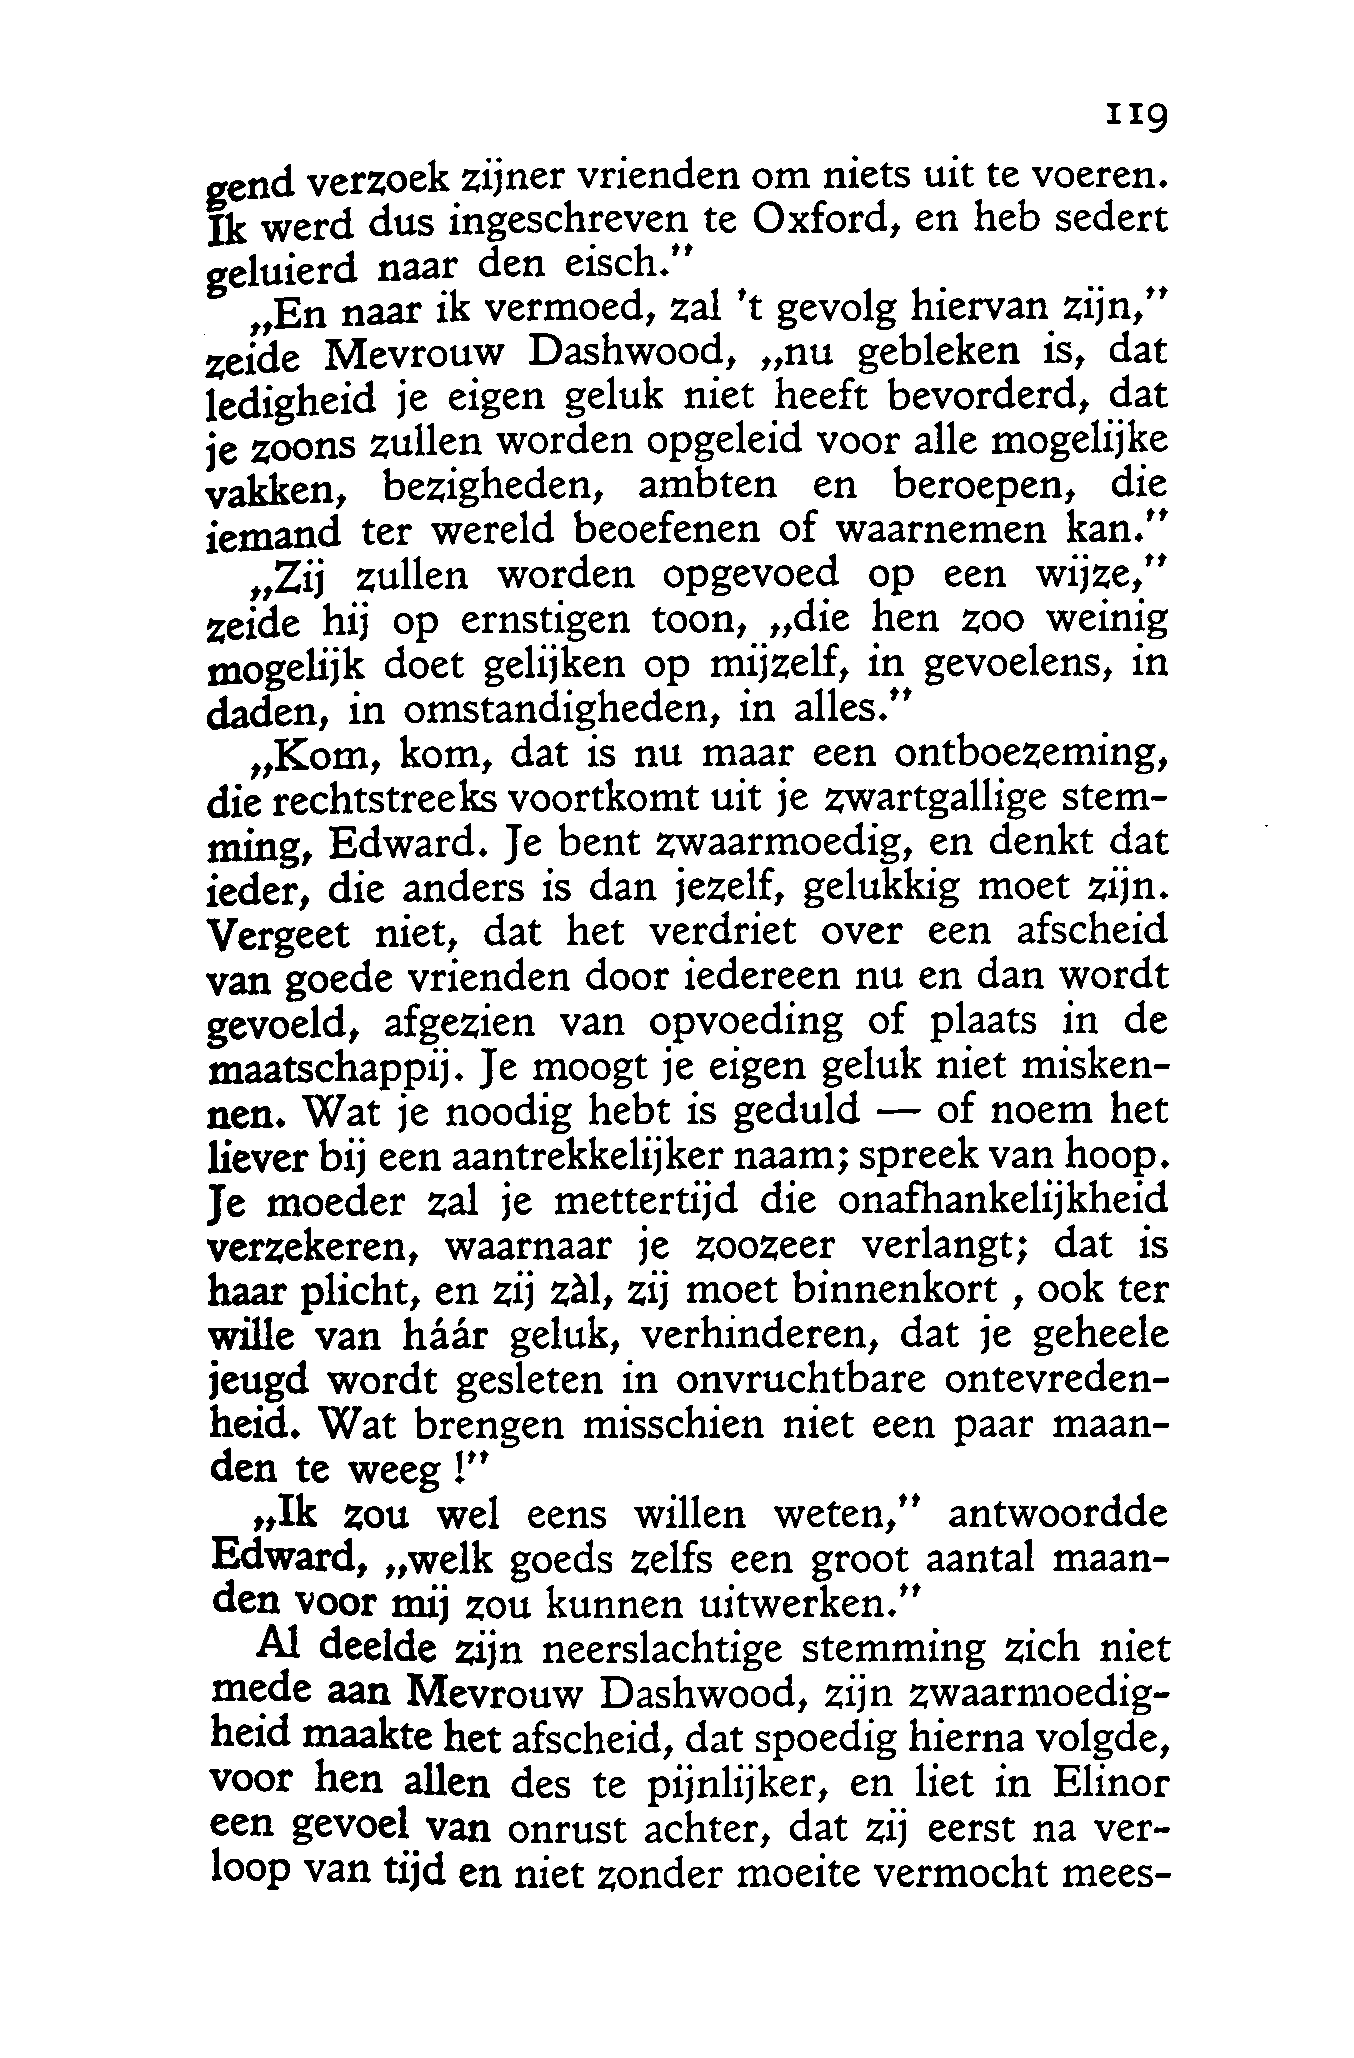 119
gend verzoek zijner vrienden om niets uit te voeren.
Ik werd dus ingeschreven te Oxford, en heb sedert
geluierd naar den eisch.”
„En naar ik vermoed, zal 't gevolg hiervan zijn,”
zeide Mevrouw Dashwood, „nu gebleken is, dat
ledigheid je eigen geluk niet heeft bevorderd, dat
je zoons zullen worden opgeleid voor alle mogelijke
vakken, bezigheden, ambten en beroepen, die
iemand ter wereld beoefenen of waarnemen kan.”
„Zij zullen worden opgevoed op een wijze,”
zeide hij op ernstigen toon, „die hen zoo weinig
mogelijk doet gelijken op mijzelf, in gevoelens, in
daden, in omstandigheden, in alles.”
„Kom, kom, dat is nu maar een ontboezeming,
die rechtstreeks voortkomt uit je zwartgallige stem-
ming, Edward. Je bent zwaarmoedig, en denkt dat
ieder, die anders is dan jezelf, gelukkig moet zijn.
Vergeet niet, dat het verdriet over een afscheid
van goede vrienden door iedereen nu en dan wordt
gevoeld, afgezien van opvoeding of plaats in de
maatschappij. Je moogt je eigen geluk niet misken-
nen. Wat je noodig hebt is geduld — of noem het
liever bij een aantrekkelijker naam; spreek van hoop.
Je moeder zal je mettertijd die onafhankelijkheid
verzekeren, waarnaar je zoozeer verlangt; dat is
haar plicht, en zij zàl, zij moet binnenkort , ook ter
wille van háár geluk, verhinderen, dat je geheele
jeugd wordt gesleten in onvruchtbare ontevreden-
heid. Wat brengen misschien niet een paar maan-
den te weeg !”
„Ik zou wel eens willen weten,” antwoordde
Edward, „welk goeds zelfs een groot aantal maan-
den voor mij zou kunnen uitwerken.”
Al deelde zijn neerslachtige stemming zich niet
mede aan Mevrouw Dashwood, zijn zwaarmoedig-
heid maakte het afscheid, dat spoedig hierna volgde,
voor hen allen des te pijnlijker, en liet in Elinor
een gevoel van onrust achter, dat zij eerst na ver-
loop van tijd en niet zonder moeite vermocht mees-